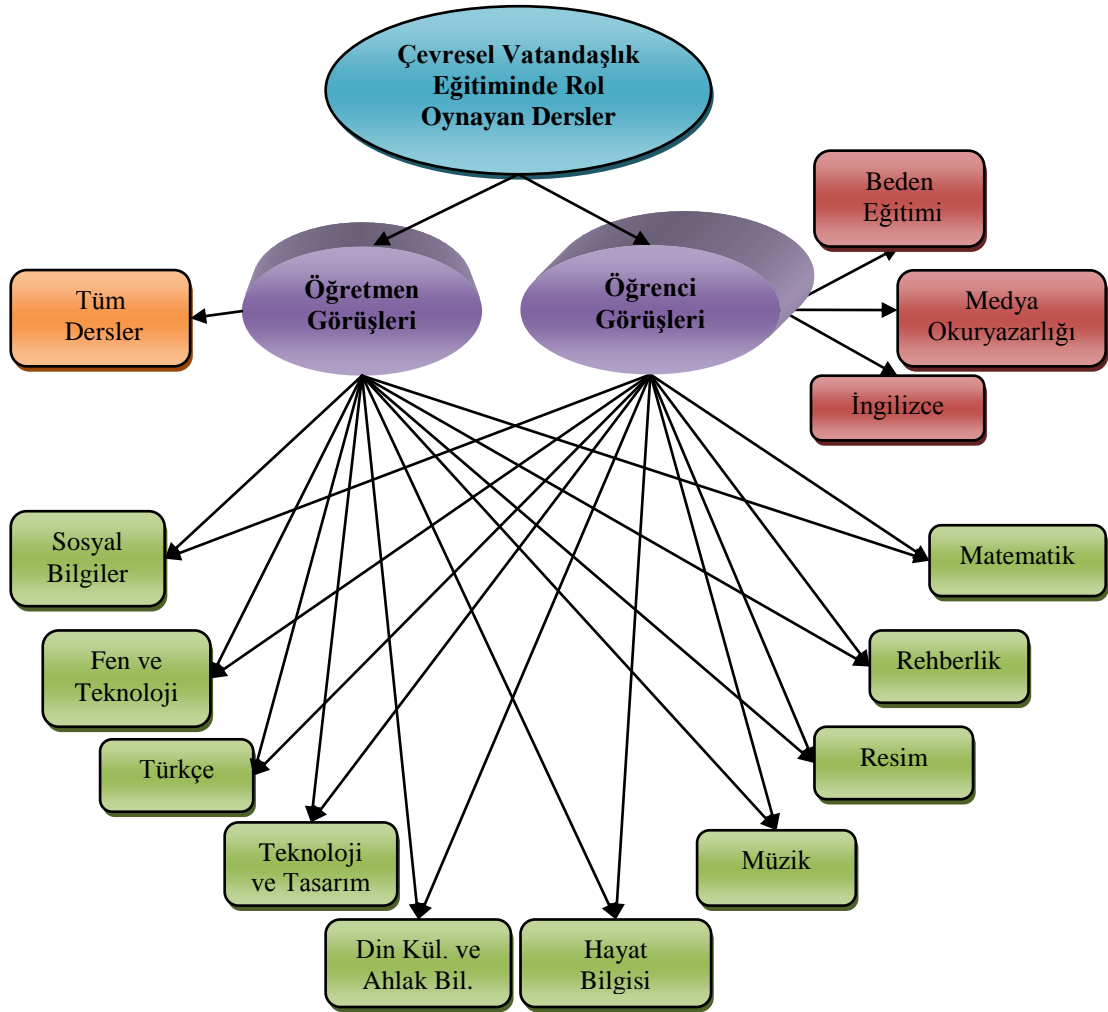 Çevresel Vatandaşlık
Eğitiminde Rol
Oynayan Dersler
Beden
Eğitimi
Öğretmen
Görüşleri
Öğrenci
Görüşleri
Tüm
Dersler
Medya
Okuryazarlığı
İngilizce
Sosyal
Bilgiler
Matematik
Fen ve
Teknoloji
Rehberlik
Türkçe
Resim
Teknoloji
ve Tasarım
Müzik
Din Kül. ve
Ahlak Bil.
Hayat
Bilgisi